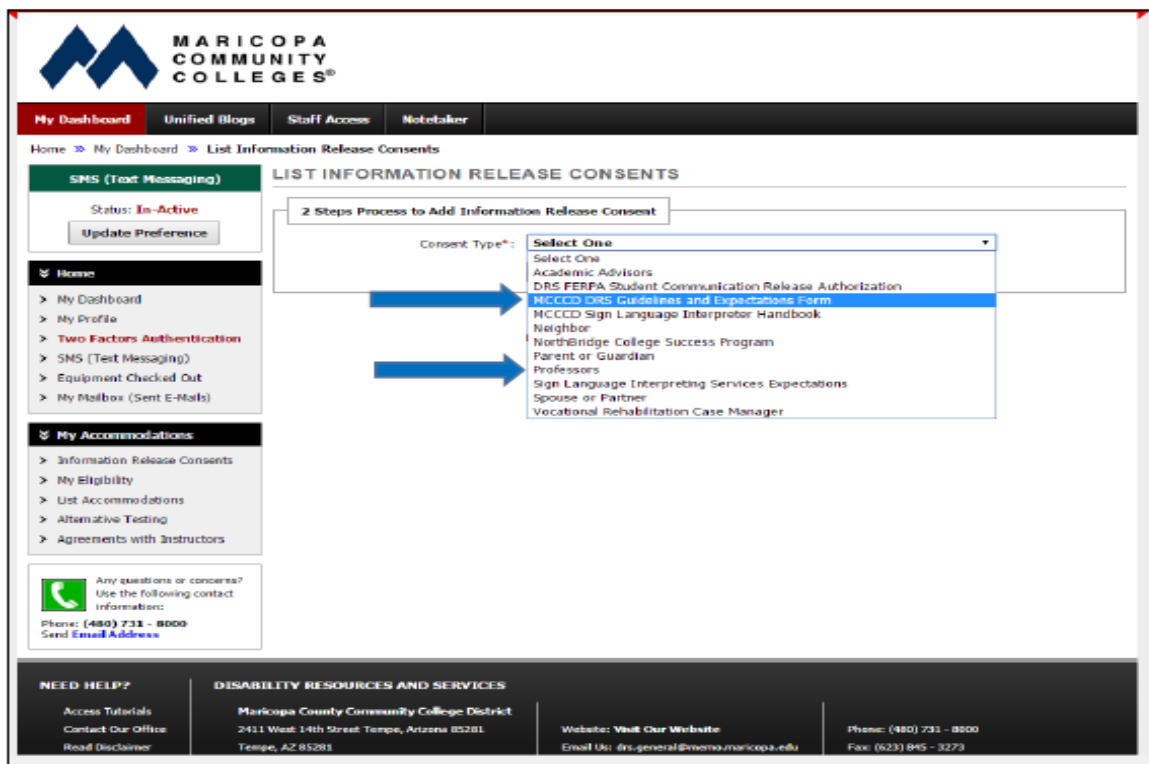 MARICOPA
COMMUNITY
COLLEGES®
My Dashboard Unified Blogs Staff Access Notetaker
Home » My Dashboard » List Information Release Consents
SMS (Text Messaging)
Status: In-Active
Update Preference
Home
> My Dashboard
> My Profile
> Two Factors Authentication
> SMS (Text Messaging)
> Equipment Checked Out
> My Mailbox (Sent E-Mails)
My Accommodations
> Information Release Consents
> My Eligibility
> List Accommodations
> Alternative Testing
> Agreements with Instructors
Any questions or concerns?
Use the following contact
information:
Phone: (480) 731 - 8000
Send Email Address
LIST INFORMATION RELEASE CONSENTS
2 Steps Process to Add Information Release Consent
Consent Type*: Select One
Select One
Academic Advisors
DRS FERPA Student Communication Release Authorization
MCCCD DRS Guidelines and Expectations Form
MCCCD Sign Language Interpreter Handbook
Neighbor
NorthBridge College Success Program
Parent or Guardian
Professors
Sign Language Interpreting Services Expectations
Spouse or Partner
Vocational Rehabilitation Case Manager
NEED HELP?
Access Tutorials
Contact Our Office
Read Disclaimer
DISABILITY RESOURCES AND SERVICES
Maricopa County Community College District
2411 West 14th Street Tempe, Arizona 85281
Tempe, AZ 85281
Website: Visit Our Website
Email Us: drs.general@memo.maricopa.edu
Phone: (480) 731 - 8000
Fax: (623) 845 - 3273